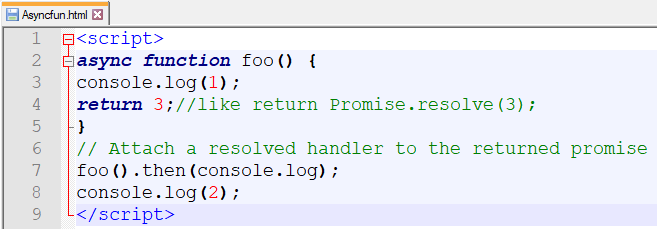 Asyncfun.html
1 <script>
2 async function foo() {
3 console.log(1);
4 return 3;//like return Promise.resolve(3);
5 }
6 // Attach a resolved handler to the returned promise
7 foo().then(console.log);
8 console.log(2);
9 </script>